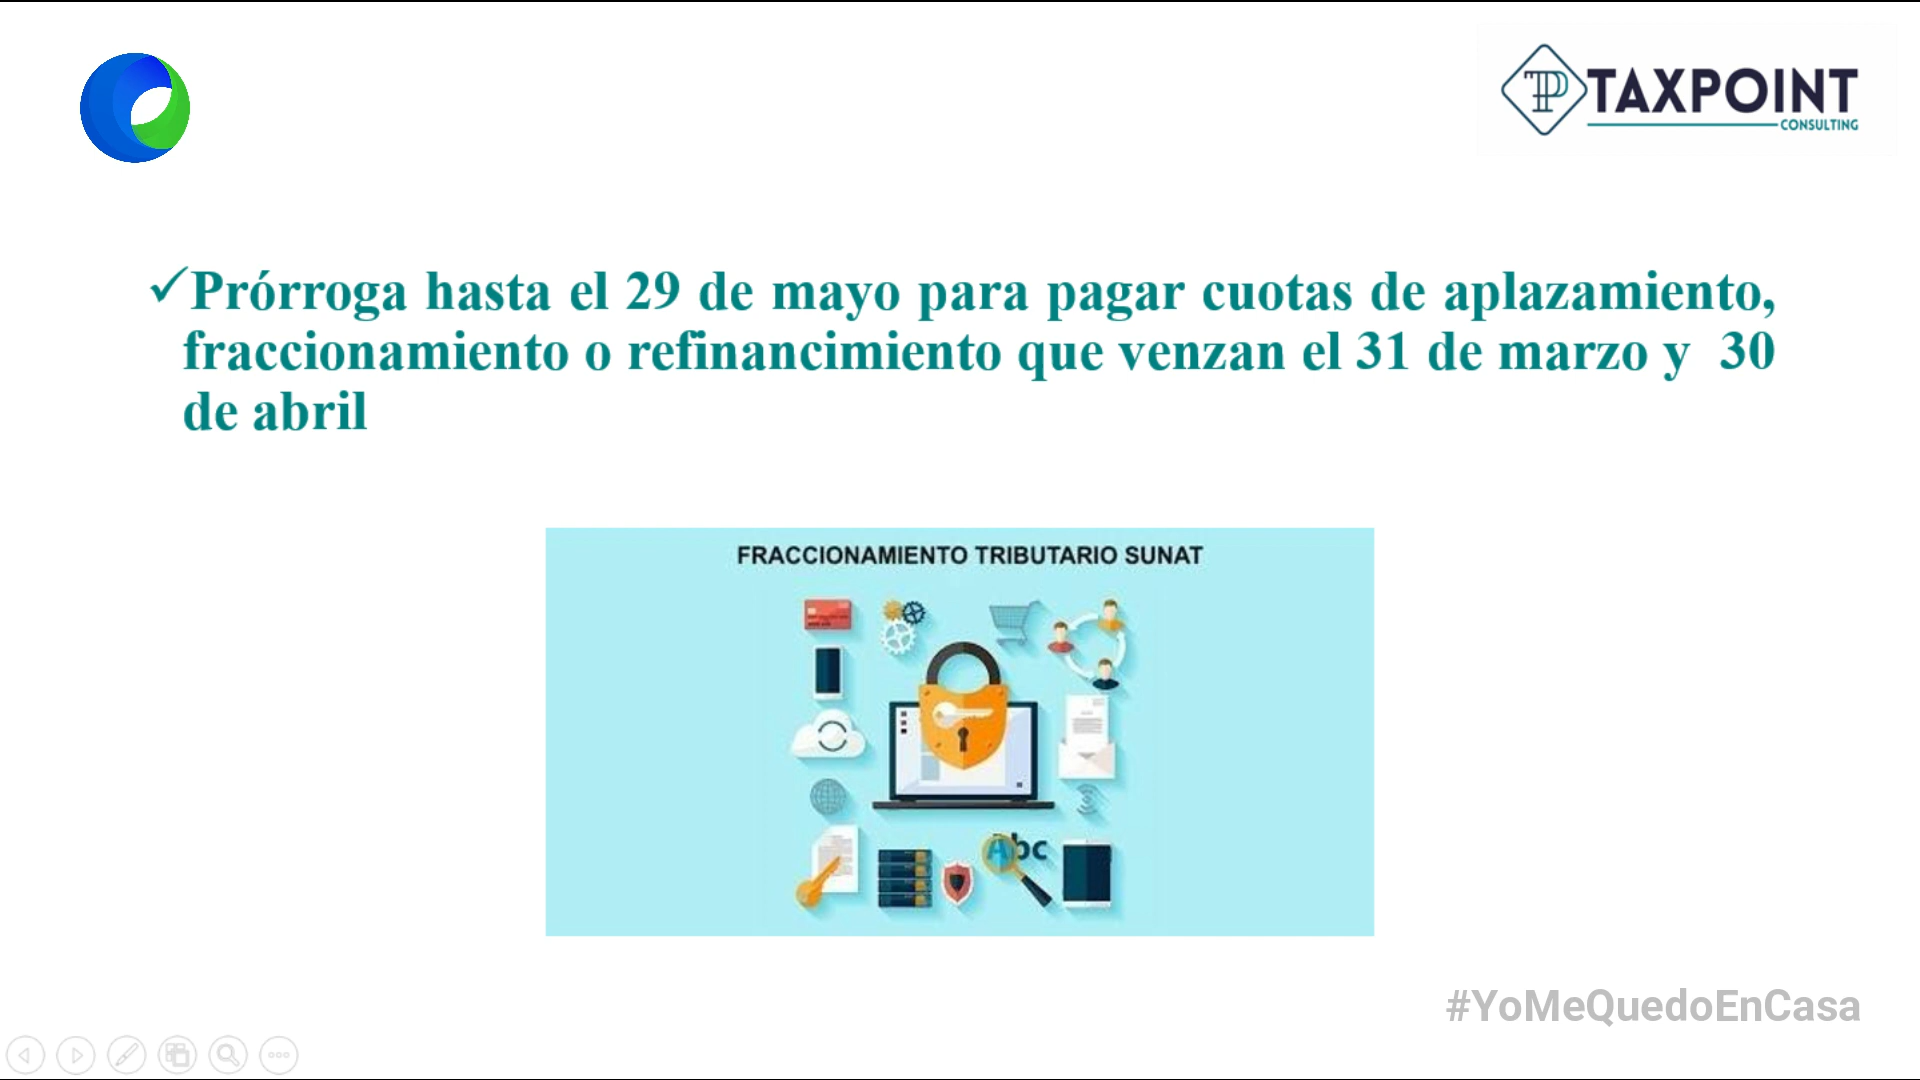 TAXPOINT
CONSULTING
✓Prórroga hasta el 29 de mayo para pagar cuotas de aplazamiento,
fraccionamiento o refinancimiento que venzan el 31 de marzo y  30
de abril
FRACCIONAMIENTO TRIBUTARIO SUNAT
Abc
#YoMeQuedoEnCasa